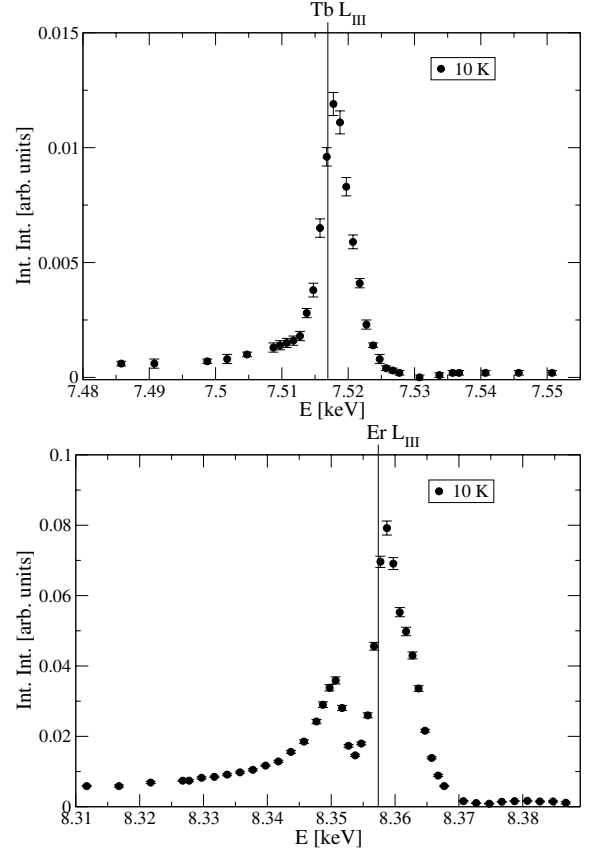 Tb L_III
0.015
0.01
0.005
0
Int. Int. [arb. units]
10 K
7.48 7.49 7.5 7.51 7.52 7.53 7.54 7.55
E [keV]
Er L_III
0.1
0.08
0.06
0.04
0.02
0
Int. Int. [arb. units]
10 K
8.31 8.32 8.33 8.34 8.35 8.36 8.37 8.38
E [keV]